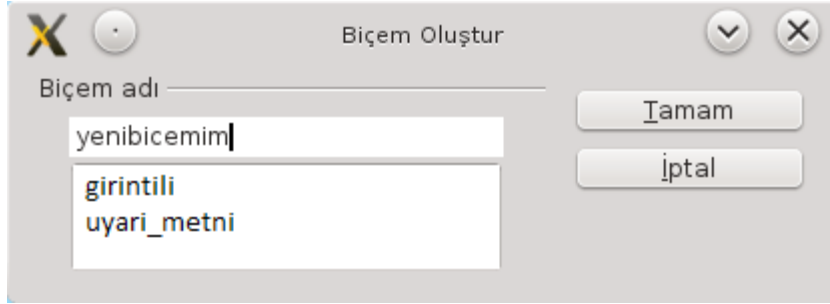 Biçem Oluştur
Biçem adı
yenibicemim
girintili
uyari_metni
Tamam
İptal